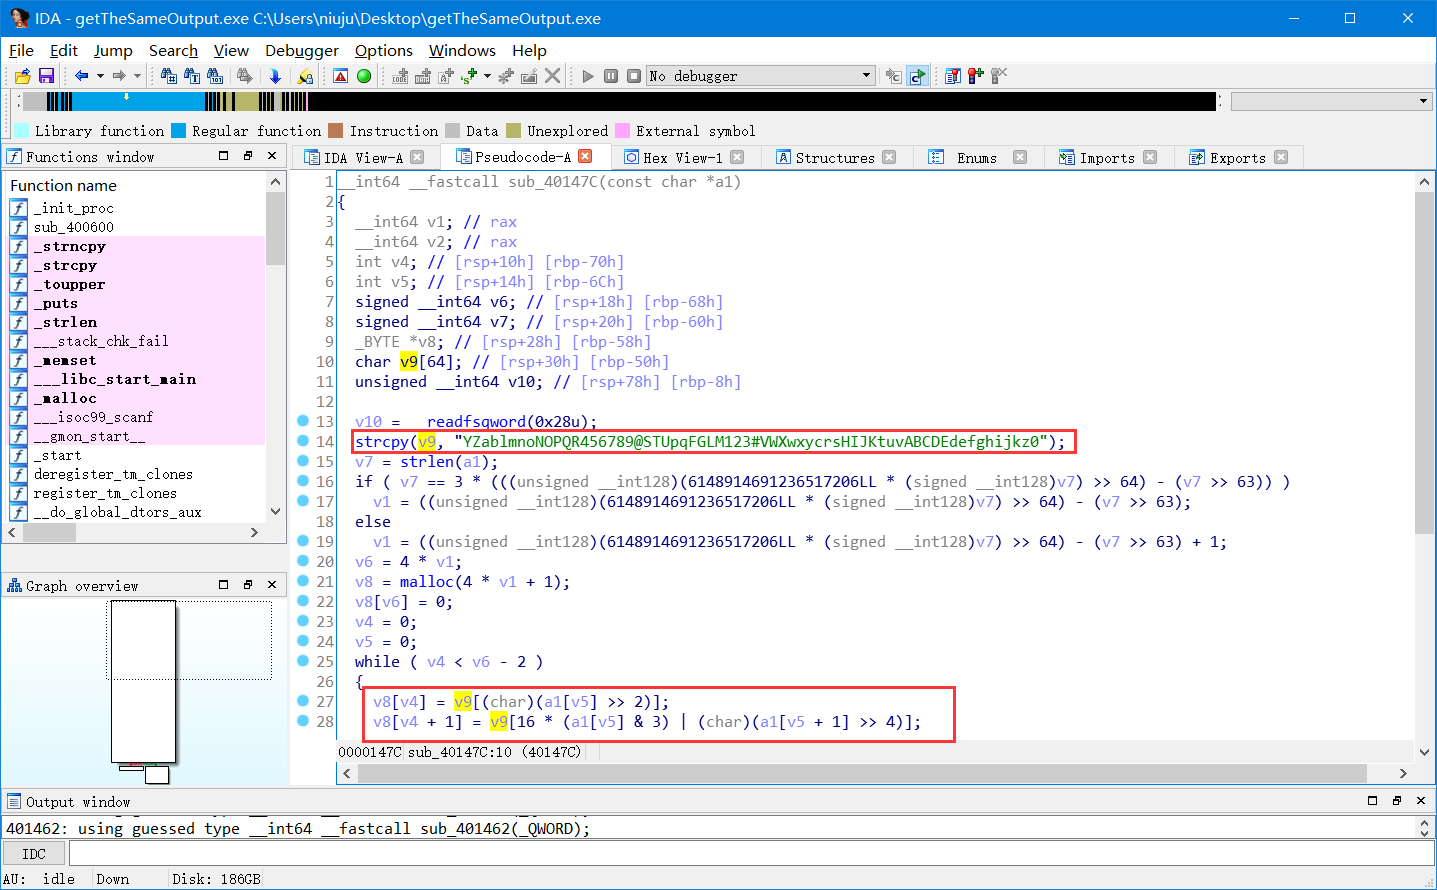 IDA - getTheSameOutput.exe C:\Users\niuju\Desktop\getTheSameOutput.exe
File Edit Jump Search View Debugger Options Windows Help
No debugger
Library function Regular function Instruction Data Unexplored External symbol
Functions window
IDA View-A Pseudocode-A Hex View-1 Structures Enums Imports Exports
Function name
_init_proc
sub_400600
_strncpy
_strcpy
_toupper
_puts
_strlen
___stack_chk_fail
_memset
___libc_start_main
_malloc
___isoc99_scanf
__gmon_start__
_start
deregister_tm_clones
register_tm_clones
__do_global_dtors_aux
Graph overview
1 __int64 __fastcall sub_40147C(const char *a1)
2 {
3 __int64 v1; // rax
4 __int64 v2; // rax
5 int v4; // [rsp+10h] [rbp-70h]
6 int v5; // [rsp+14h] [rbp-6Ch]
7 signed __int64 v6; // [rsp+18h] [rbp-68h]
8 signed __int64 v7; // [rsp+20h] [rbp-60h]
9 _BYTE *v8; // [rsp+28h] [rbp-58h]
10 char v9[64]; // [rsp+30h] [rbp-50h]
11 unsigned __int64 v10; // [rsp+78h] [rbp-8h]
12
13 v10 = __readfsqword(0x28u);
14 strcpy(v9, "YZablmnoNOPQR456789@STUpqFGLM123#VWXwxycrsHIJKtuvABCDEdefghijkz0");
15 v7 = strlen(a1);
16 if ( v7 == 3 * (((unsigned __int128)(6148914691236517206LL * (signed __int128)v7) >> 64) - (v7 >> 63)) )
17 v1 = ((unsigned __int128)(6148914691236517206LL * (signed __int128)v7) >> 64) - (v7 >> 63);
18 else
19 v1 = ((unsigned __int128)(6148914691236517206LL * (signed __int128)v7) >> 64) - (v7 >> 63) + 1;
20 v6 = 4 * v1;
21 v8 = malloc(4 * v1 + 1);
22 v8[v6] = 0;
23 v4 = 0;
24 v5 = 0;
25 while ( v4 < v6 - 2 )
26 {
27 v8[v4] = v9[(char)(a1[v5] >> 2)];
28 v8[v4 + 1] = v9[16 * (a1[v5] & 3) | (char)(a1[v5 + 1] >> 4)];
0000147C sub_40147C:10 (40147C)
Output window
401462: using guessed type __int64 __fastcall sub_401462(_QWORD);
IDC
AU: idle Down Disk: 186GB